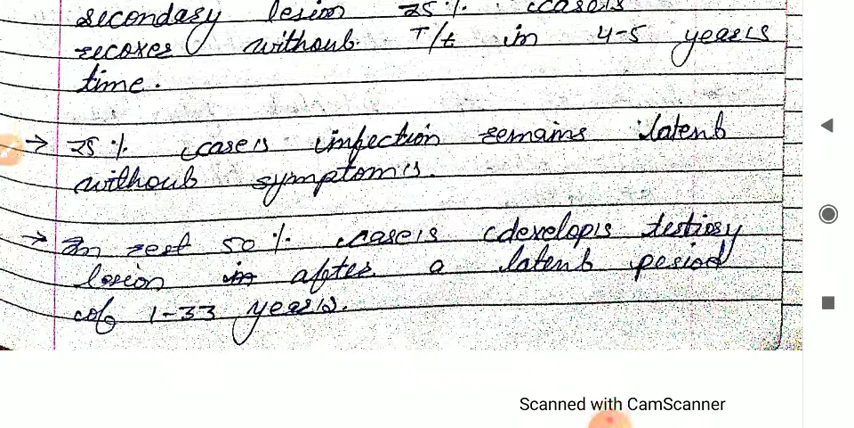 secondary lesion 25 % cases
recover without T/t in 4-5 years
time.
→ 25 % cases infection remains latent
without symptoms.
→ In rest 50 % cases develops tertiary
lesion in after a latent period
of 1-33 years.
Scanned with CamScanner